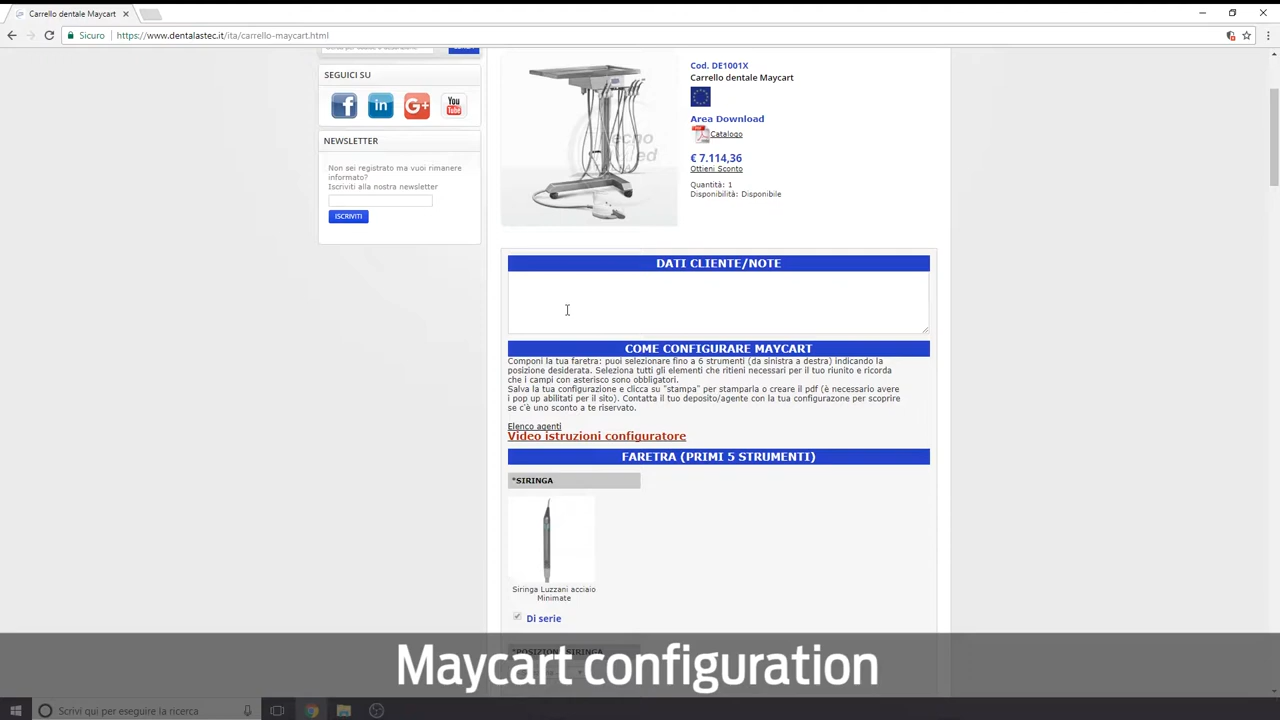 Carrello dentale Maycart
Sicuro
https://www.dentalastec.it/ita/carrello-maycart.html
SEGUICI SU
NEWSLETTER
Non sei registrato ma vuoi rimanere
informato?
Iscriviti alla nostra newsletter
ISCRIVITI
Cod. DE1001X
Carrello dentale Maycart
Area Download
Catalogo
€ 7.114,36
Ottieni Sconto
Quantità: 1
Disponibilità: Disponibile
DATI CLIENTE/NOTE
COME CONFIGURARE MAYCART
Componi la tua faretra: puoi selezionare fino a 6 strumenti (da sinistra a destra) indicando la
posizione desiderata. Seleziona tutti gli elementi che ritieni necessari per il tuo riunito e ricorda
che i campi con asterisco sono obbligatori.
Salva la tua configurazione e clicca su "stampa" per stamparla o creare il pdf (è necessario avere
i pop up abilitati per il sito). Contatta il tuo deposito/agente con la tua configurazone per scoprire
se c'è uno sconto a te riservato.
Elenco agenti
Video istruzioni configuratore
FARETRA (PRIMI 5 STRUMENTI)
*SIRINGA
Siringa Luzzani acciaio
Minimate
Di serie
*POSIZIONE SIRINGA
Maycart configuration
Scrivi qui per eseguire la ricerca